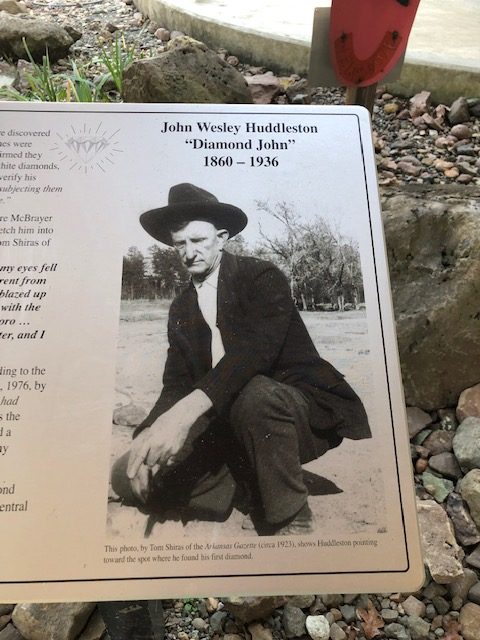 John Wesley Huddleston
“Diamond John”
1860 – 1936
re discovered
nes were
irmed they
hite diamonds,
verify his
subjecting them
e.”
re McBrayer
etch him into
om Shiras of
my eyes fell
rent from
blazed up
with the
oro ...
ter, and I
ding to the
, 1976, by
had
s the
d a
ny
ond
entral
This photo, by Tom Shiras of the Arkansas Gazette (circa 1923), shows Huddleston pointing
toward the spot where he found his first diamond.